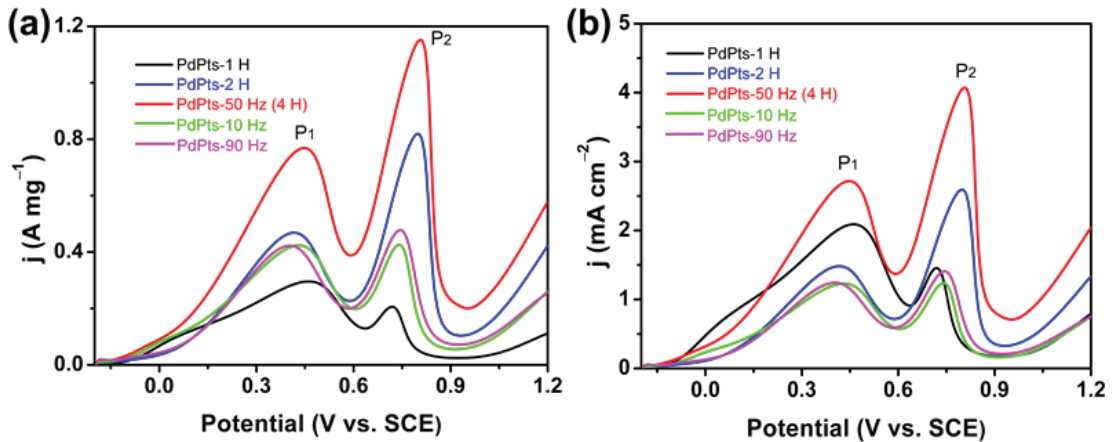 (a)
1.2
0.8
0.4
0.0
j (A mg⁻¹)
PdPts-1 H
PdPts-2 H
PdPts-50 Hz (4 H)
PdPts-10 Hz
PdPts-90 Hz
P₁
P₂
0.0 0.3 0.6 0.9 1.2
Potential (V vs. SCE)
(b)
5
4
3
2
1
0
j (mA cm⁻²)
PdPts-1 H
PdPts-2 H
PdPts-50 Hz (4 H)
PdPts-10 Hz
PdPts-90 Hz
P₁
P₂
0.0 0.3 0.6 0.9 1.2
Potential (V vs. SCE)